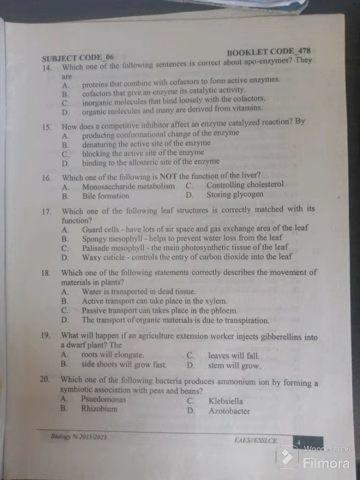 SUBJECT CODE_06 BOOKLET CODE_478
14. Which one of the following sentences is correct about apo-enzymes? They
are
A. proteins that combine with cofactors to form active enzymes.
B. cofactors that give an enzyme its catalytic activity.
C. inorganic molecules that bind loosely with the cofactors.
D. organic molecules and many are derived from vitamins.
15. How does a competitive inhibitor affect an enzyme catalyzed reaction? By
A. producing conformational change of the enzyme
B. denaturing the active site of the enzyme
C. blocking the active site of the enzyme
D. binding to the allosteric site of the enzyme
16. Which one of the following is NOT the function of the liver?
A. Monosaccharide metabolism C. Controlling cholesterol
B. Bile formation D. Storing glycogen
17. Which one of the following leaf structures is correctly matched with its
function?
A. Guard cells - have lots of air space and gas exchange area of the leaf
B. Spongy mesophyll - helps to prevent water loss from the leaf
C. Palisade mesophyll - the main photosynthetic tissue of the leaf
D. Waxy cuticle - controls the entry of carbon dioxide into the leaf
18. Which one of the following statements correctly describes the movement of
materials in plants?
A. Water is transported in dead tissue.
B. Active transport can take place in the xylem.
C. Passive transport can takes place in the phloem.
D. The transport of organic materials is due to transpiration.
19. What will happen if an agriculture extension worker injects gibberellins into
a dwarf plant? The
A. roots will elongate. C. leaves will fall.
B. side shoots will grow fast. D. stem will grow.
20. Which one of the following bacteria produces ammonium ion by forming a
symbiotic association with peas and beans?
A. Psuedomonas C. Klebsiella
B. Rhizobium D. Azotobacter
Biology N-2015/2023 EAES/ESSLCE 4
Filmora